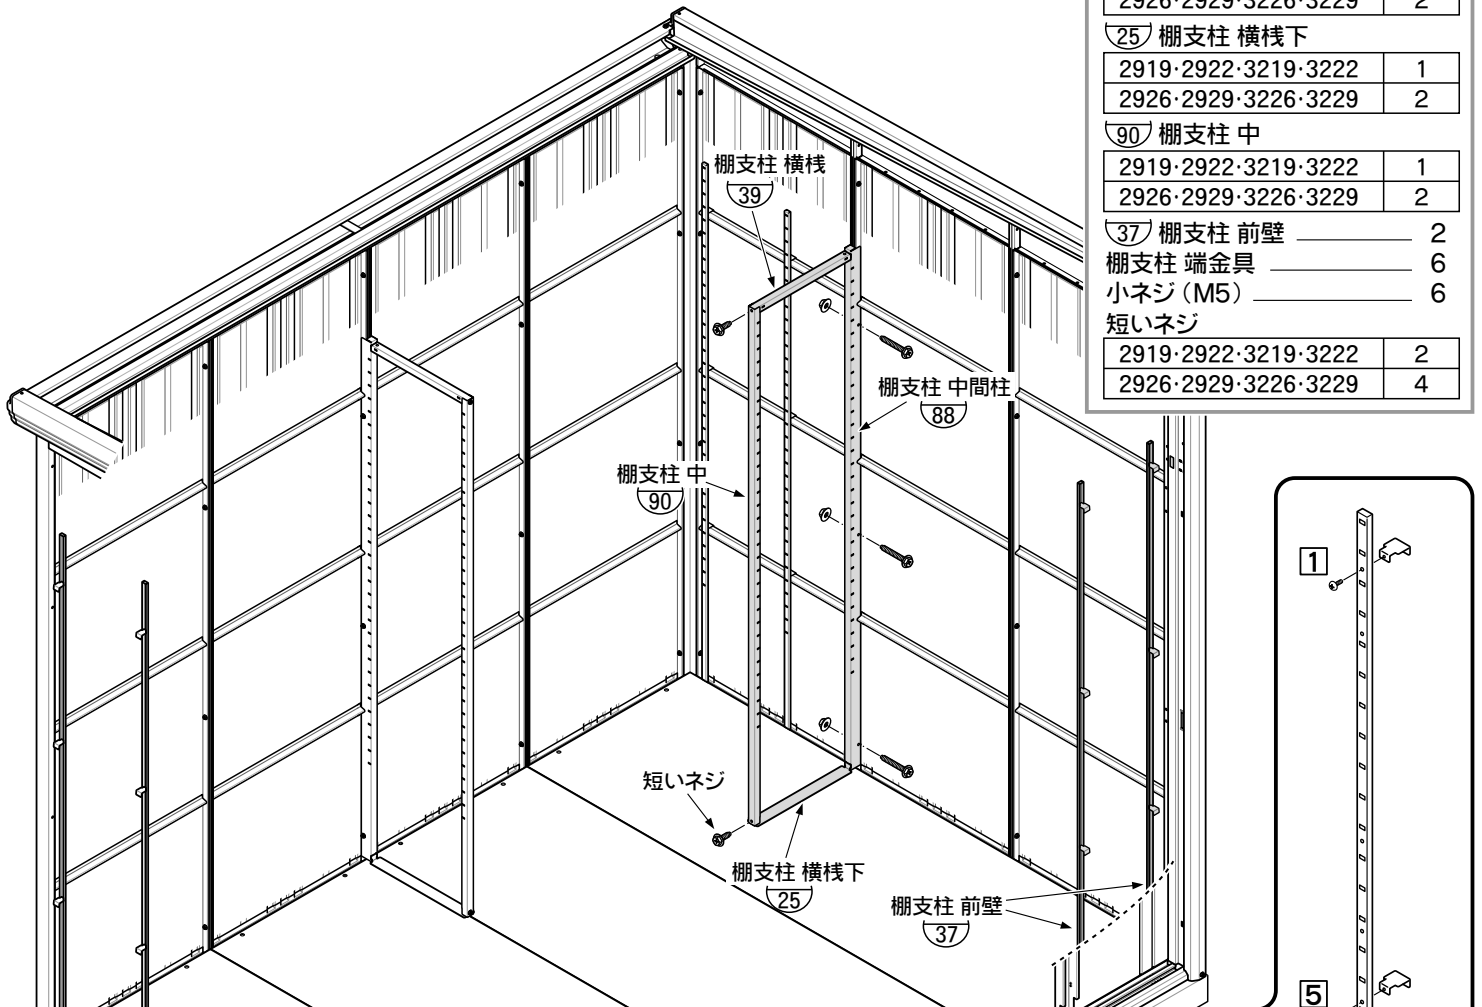 2926·2929·3226·3229 2
25 棚支柱 横桟下
2919·2922·3219·3222 1
2926·2929·3226·3229 2
90 棚支柱 中
2919·2922·3219·3222 1
2926·2929·3226·3229 2
37 棚支柱 前壁 2
棚支柱 端金具 6
小ネジ（M5） 6
短いネジ
2919·2922·3219·3222 2
2926·2929·3226·3229 4
棚支柱 横桟
39
棚支柱 中間柱
88
棚支柱 中
90
短いネジ
棚支柱 横桟下
25
棚支柱 前壁
37
1
5